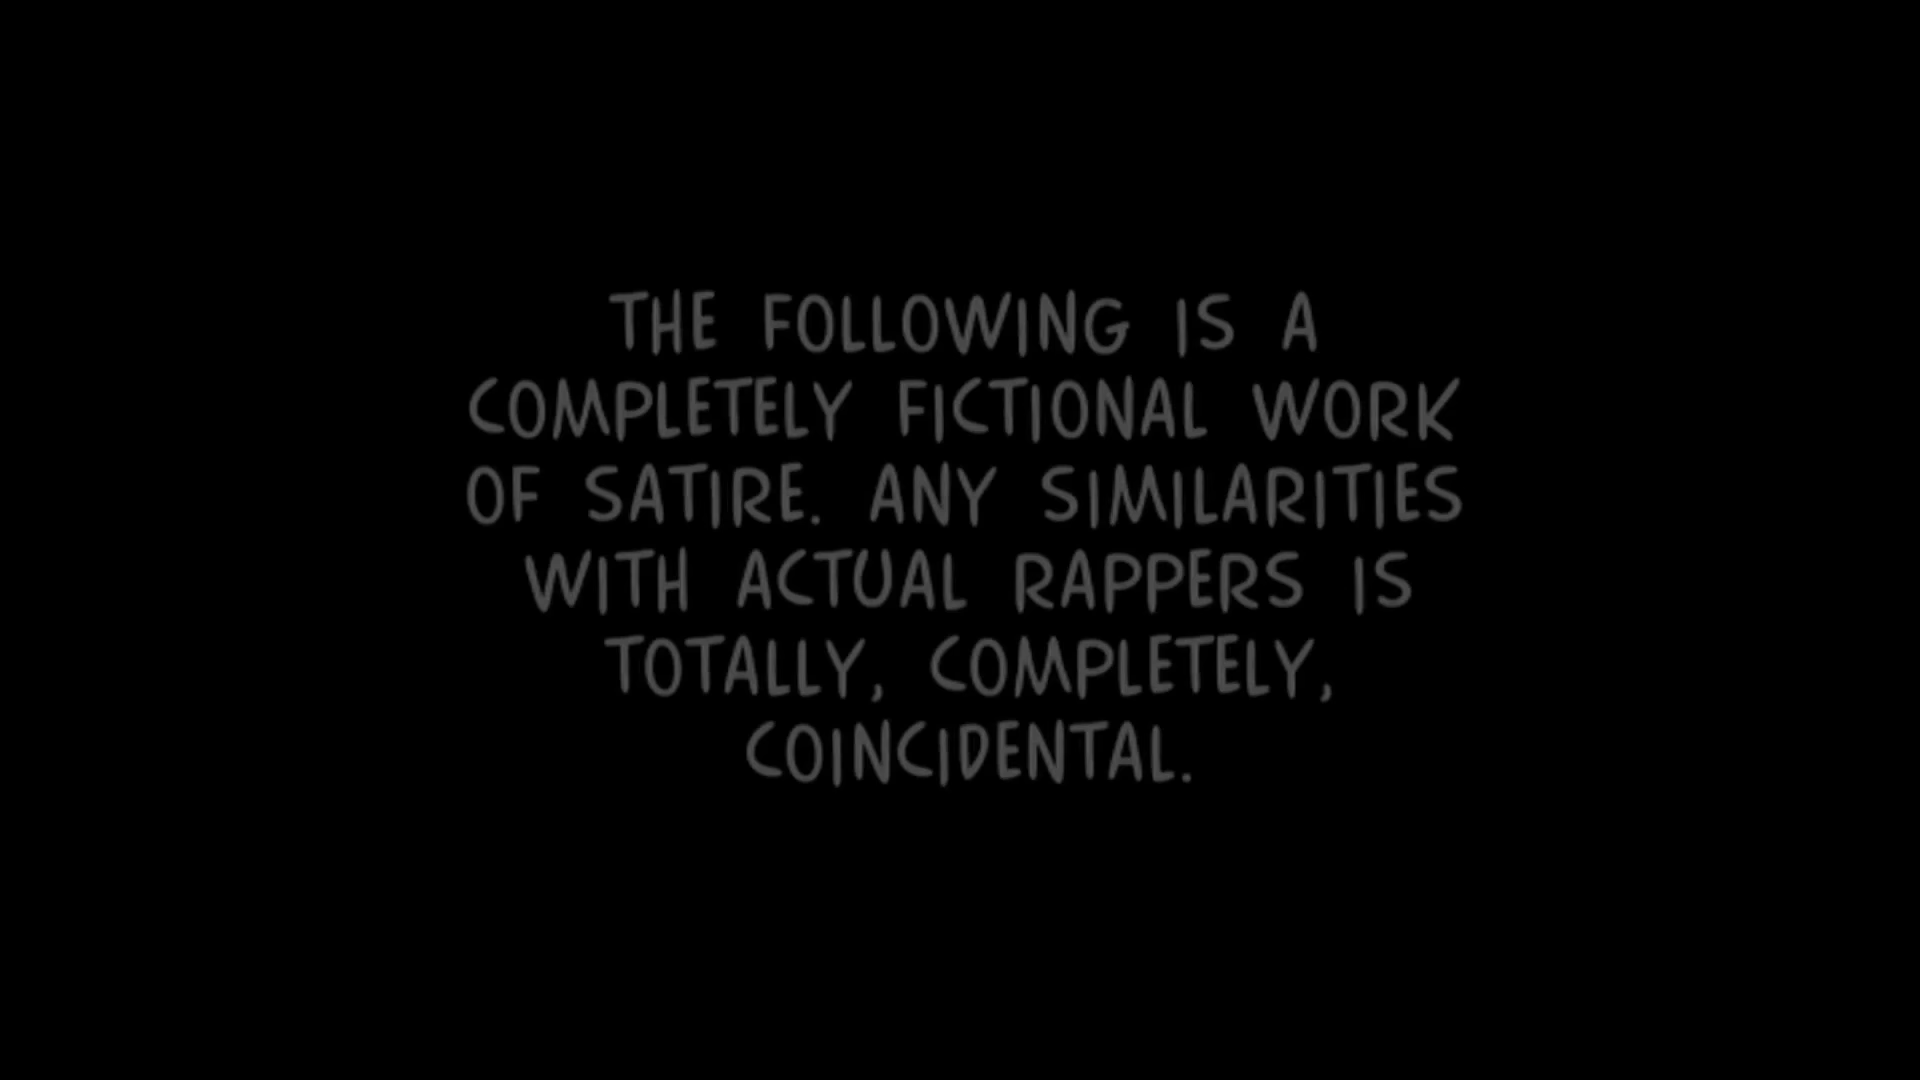 THE FOLLOWING IS A
COMPLETELY FICTIONAL WORK
OF SATIRE. ANY SIMILARITIES
WITH ACTUAL RAPPERS IS
TOTALLY, COMPLETELY,
COINCIDENTAL.